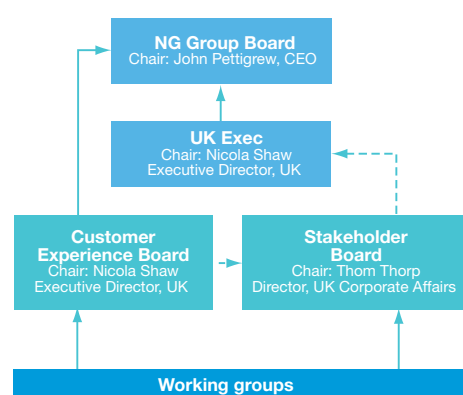 NG Group Board
Chair: John Pettigrew, CEO
UK Exec
Chair: Nicola Shaw
Executive Director, UK
Customer
Experience Board
Chair: Nicola Shaw
Executive Director, UK
Stakeholder
Board
Chair: Thom Thorp
Director, UK Corporate Affairs
Working groups